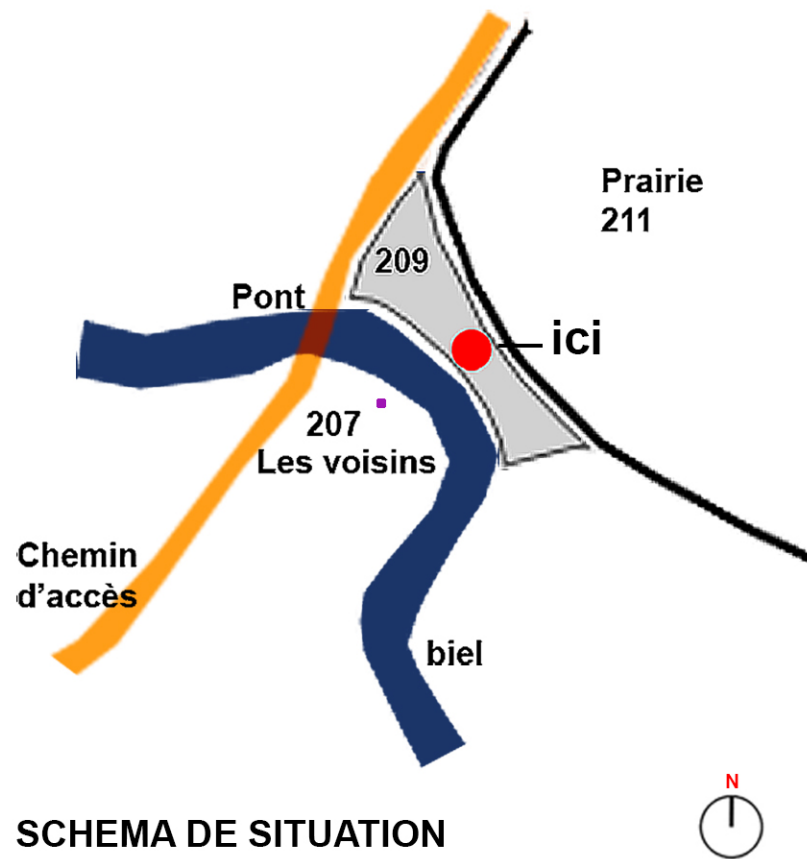 Prairie
211
209
Pont
ici
207
Les voisins
Chemin
d'accès
biel
N
SCHEMA DE SITUATION